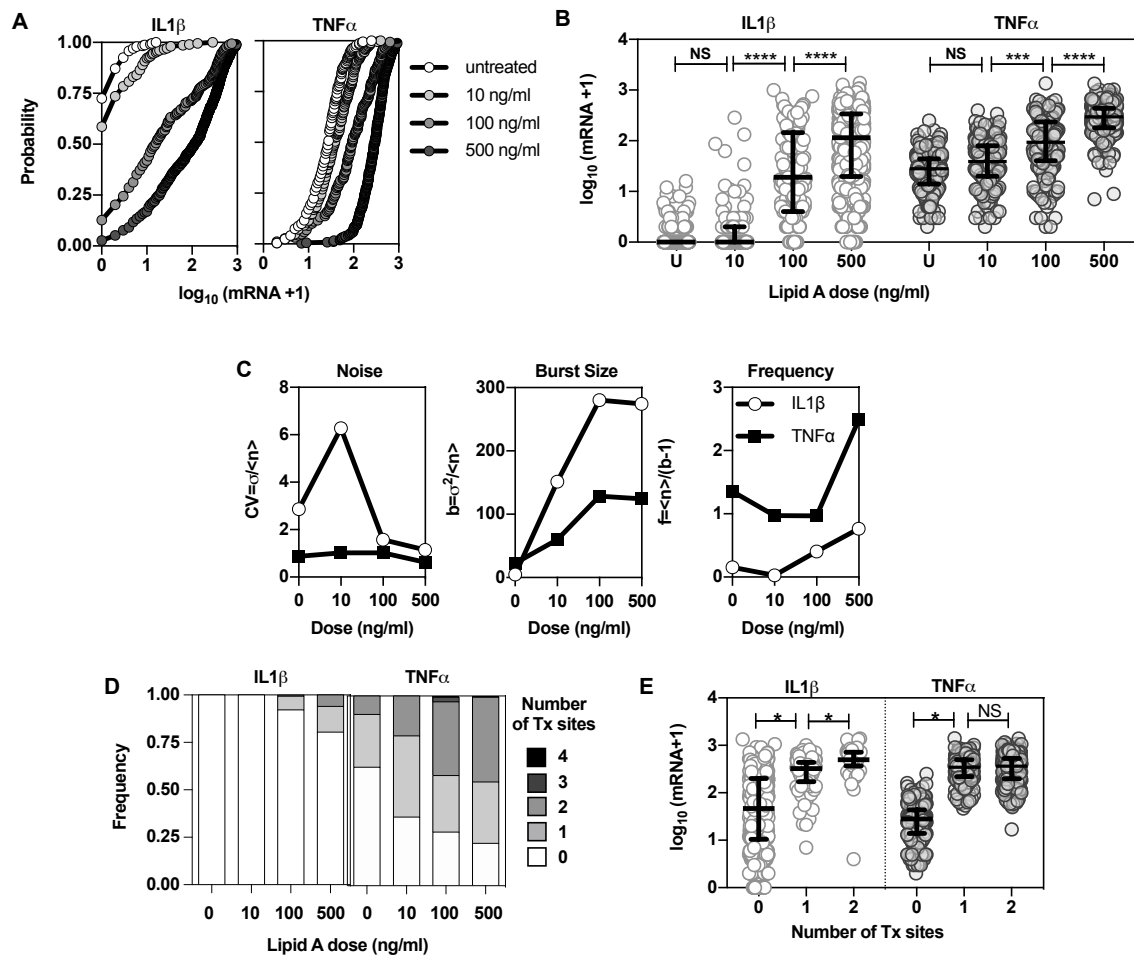 A
IL1β
TNFα
1.00
0.75
0.50
0.25
0.00
Probability
0 1 2 3
1 2 3
log10 (mRNA +1)
untreated
10 ng/ml
100 ng/ml
500 ng/ml
B
IL1β
TNFα
NS
****
****
NS
***
****
4
3
2
1
0
log10 (mRNA +1)
U 10 100 500
U 10 100 500
Lipid A dose (ng/ml)
C
Noise
8
6
4
2
0
CV=σ/<n>
0 10 100 500
Dose (ng/ml)
Burst Size
300
200
100
0
b=σ2/<n>
0 10 100 500
Dose (ng/ml)
Frequency
3
2
1
0
f=<n>/(b-1)
IL1β
TNFα
0 10 100 500
Dose (ng/ml)
D
IL1β
TNFα
1.00
0.75
0.50
0.25
0.00
Frequency
0 10 100 500
0 10 100 500
Lipid A dose (ng/ml)
Number
of Tx sites
4
3
2
1
0
E
IL1β
TNFα
*
*
*
NS
4
3
2
1
0
log10 (mRNA+1)
0 1 2
0 1 2
Number of Tx sites